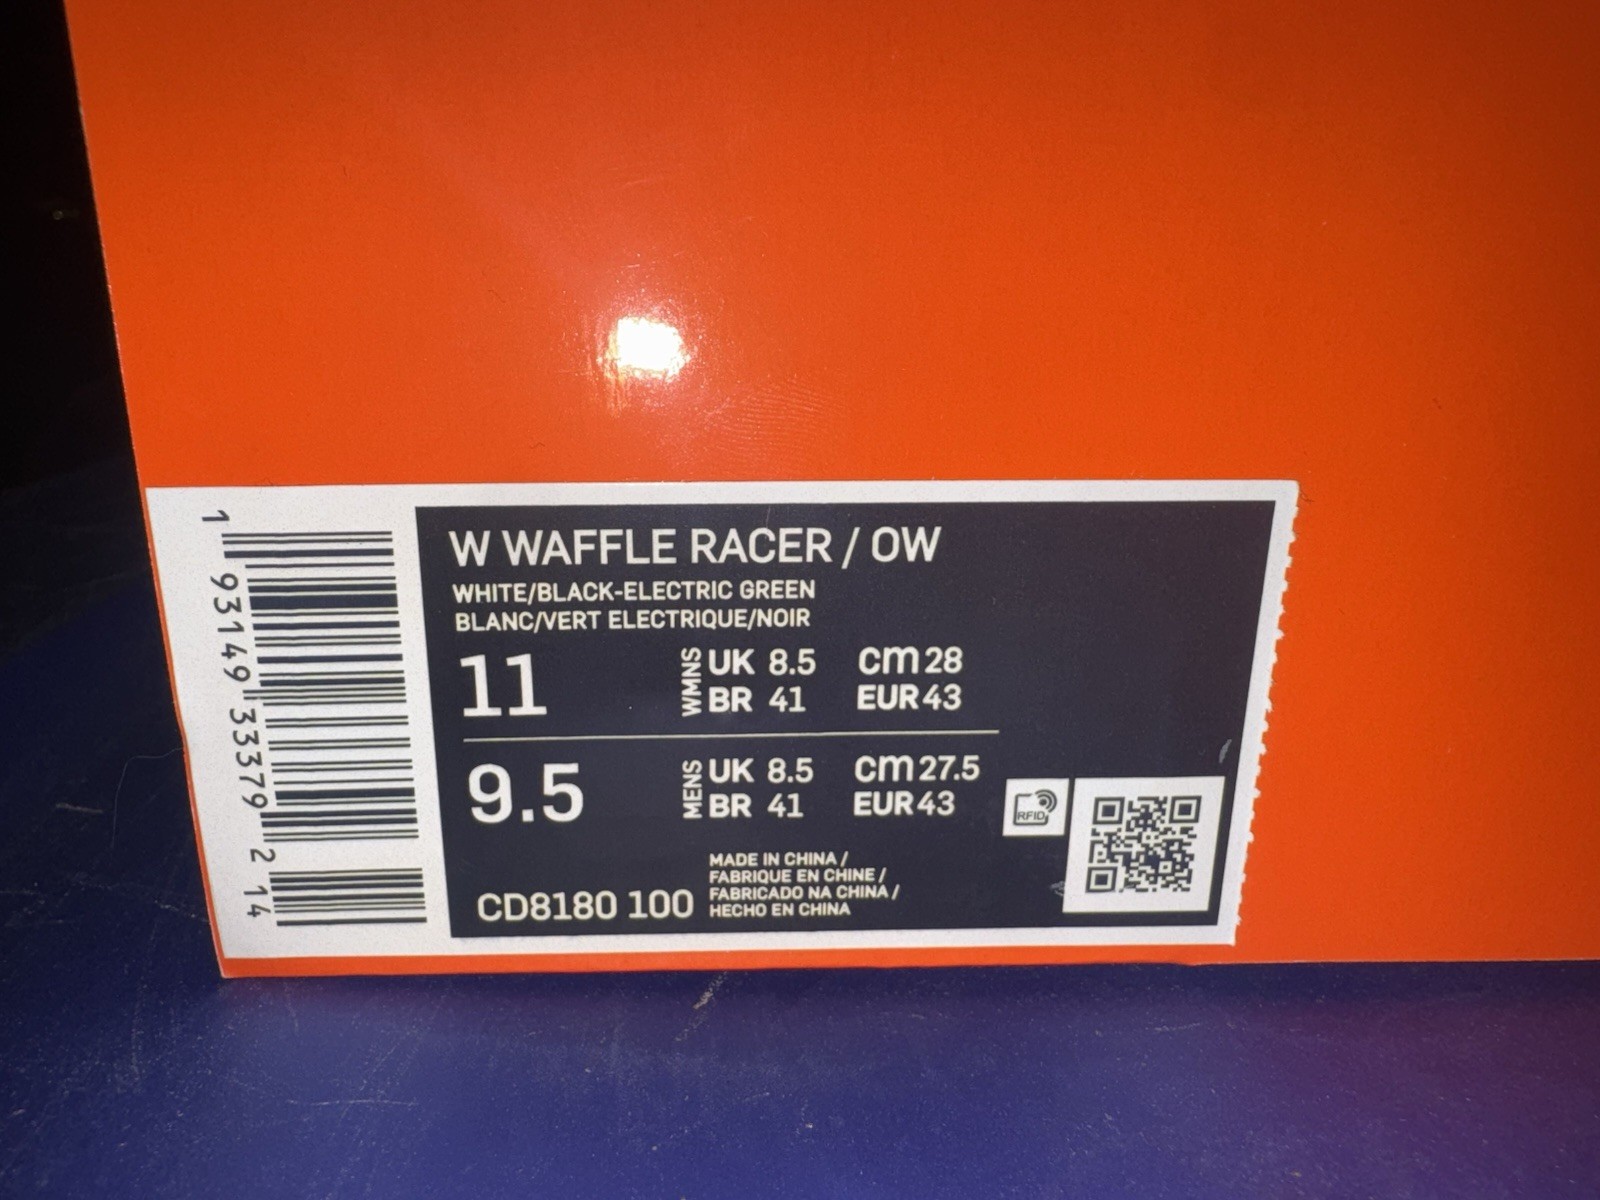 W WAFFLE RACER / OW
WHITE/BLACK-ELECTRIC GREEN
BLANC/VERT ELECTRIQUE/NOIR
11 WMNS UK 8.5 cm 28
BR 41 EUR 43
9.5 MENS UK 8.5 cm 27.5
BR 41 EUR 43
RFID
CD8180 100
MADE IN CHINA /
FABRIQUE EN CHINE /
FABRICADO NA CHINA /
HECHO EN CHINA
1 93149 33379 2 14